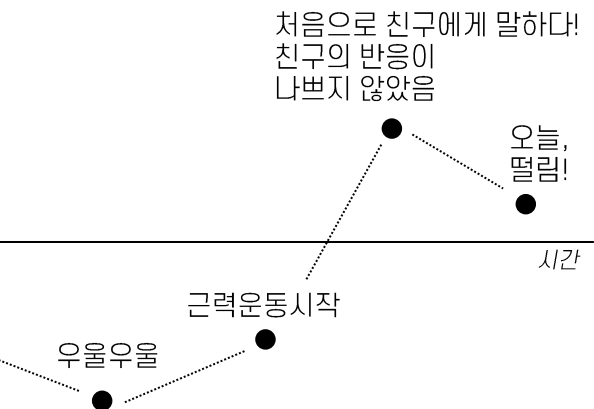 처음으로 친구에게 말하다!
친구의 반응이
나쁘지 않았음
오늘,
떨림!
시간
근력운동시작
우울우울